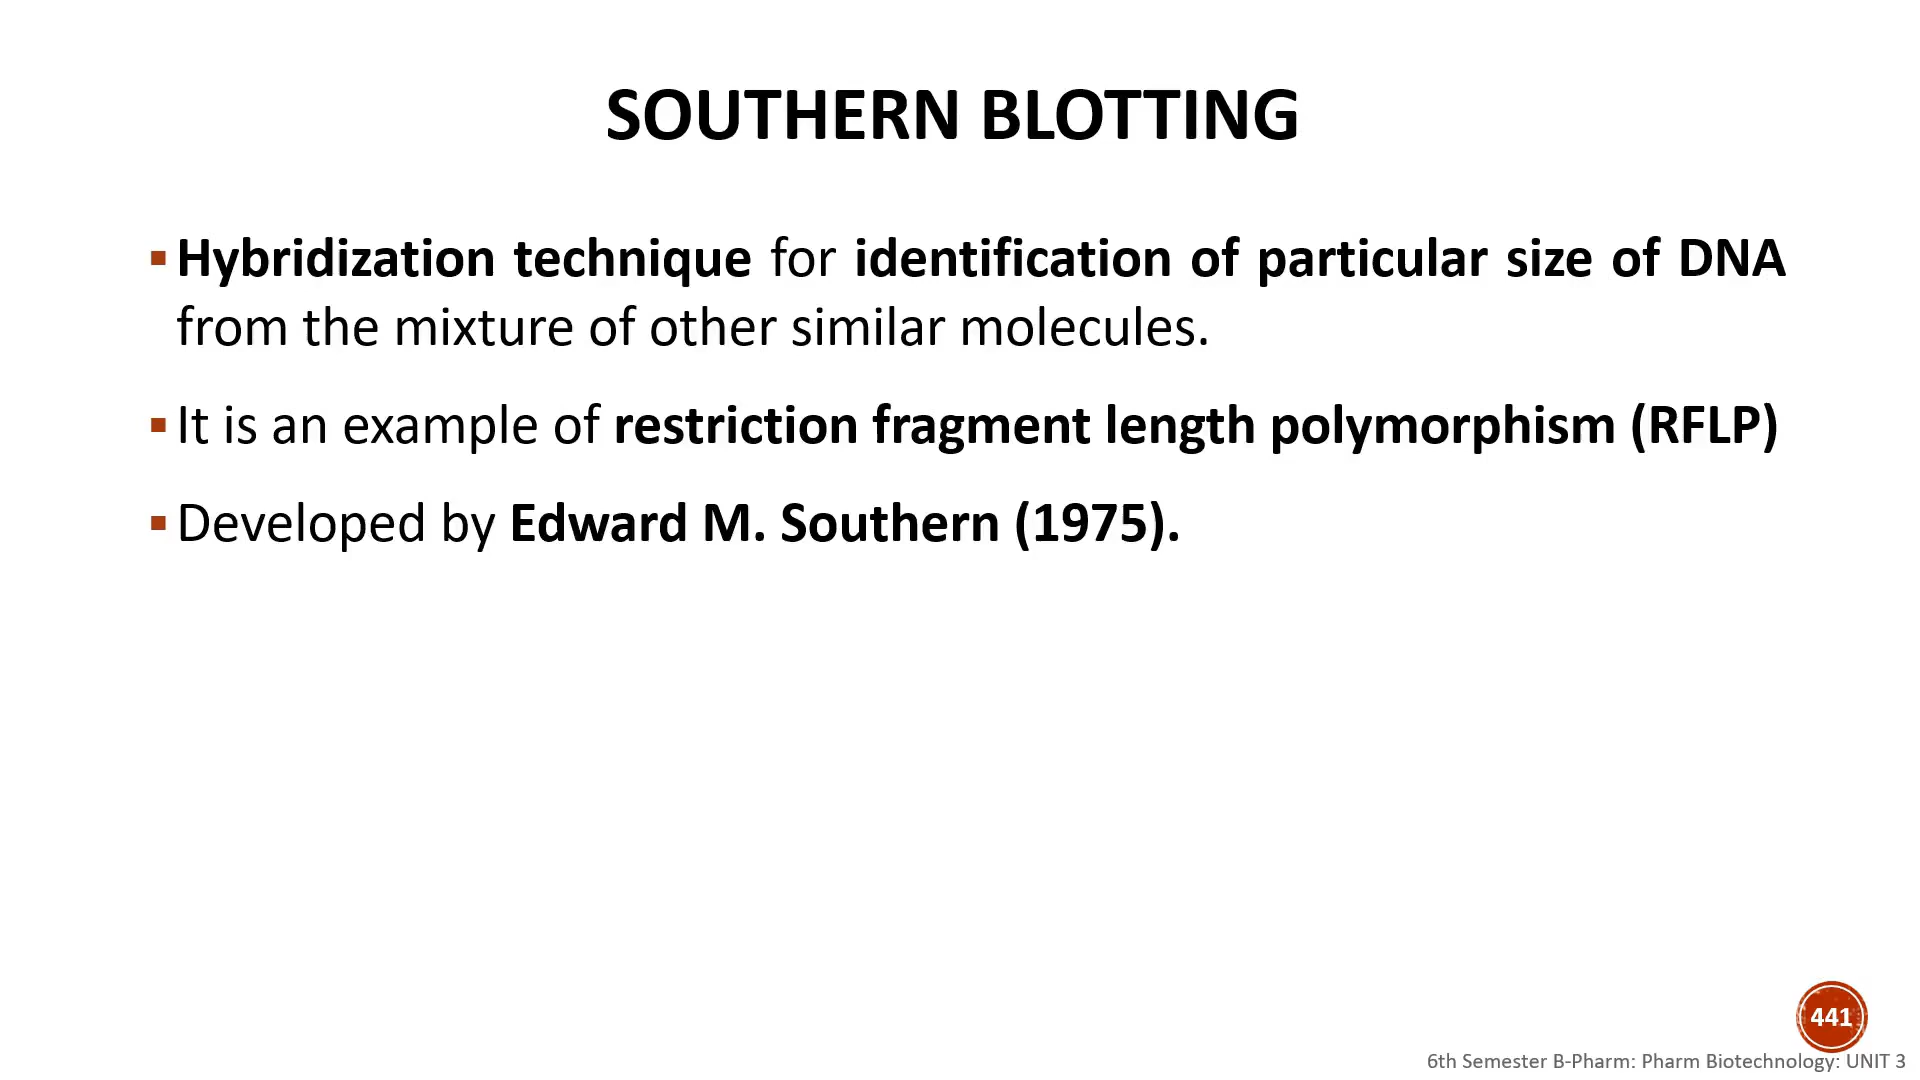 SOUTHERN BLOTTING
▪Hybridization technique for identification of particular size of DNA
from the mixture of other similar molecules.
▪It is an example of restriction fragment length polymorphism (RFLP)
▪Developed by Edward M. Southern (1975).
441
6th Semester B-Pharm: Pharm Biotechnology: UNIT 3